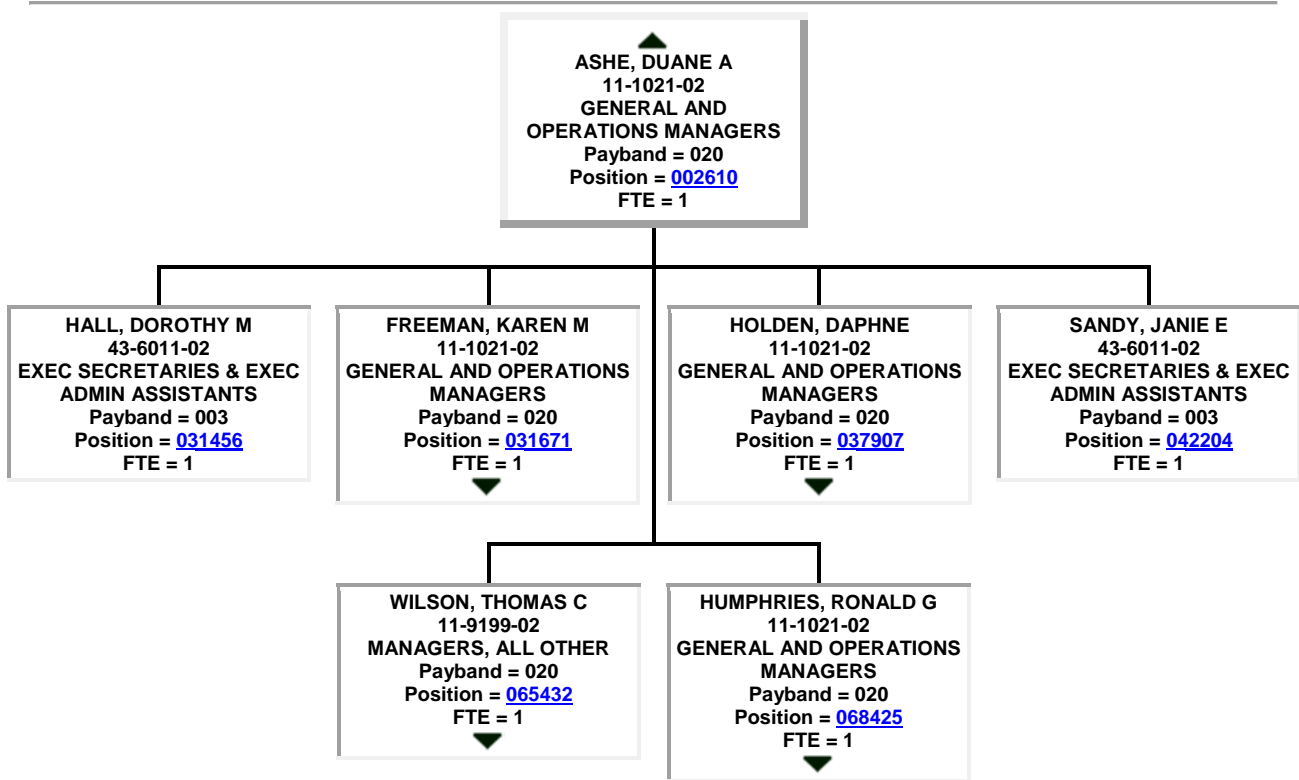 ASHE, DUANE A
11-1021-02
GENERAL AND
OPERATIONS MANAGERS
Payband = 020
Position = 002610
FTE = 1
HALL, DOROTHY M
43-6011-02
EXEC SECRETARIES & EXEC
ADMIN ASSISTANTS
Payband = 003
Position = 031456
FTE = 1
FREEMAN, KAREN M
11-1021-02
GENERAL AND OPERATIONS
MANAGERS
Payband = 020
Position = 031671
FTE = 1
HOLDEN, DAPHNE
11-1021-02
GENERAL AND OPERATIONS
MANAGERS
Payband = 020
Position = 037907
FTE = 1
SANDY, JANIE E
43-6011-02
EXEC SECRETARIES & EXEC
ADMIN ASSISTANTS
Payband = 003
Position = 042204
FTE = 1
WILSON, THOMAS C
11-9199-02
MANAGERS, ALL OTHER
Payband = 020
Position = 065432
FTE = 1
HUMPHRIES, RONALD G
11-1021-02
GENERAL AND OPERATIONS
MANAGERS
Payband = 020
Position = 068425
FTE = 1